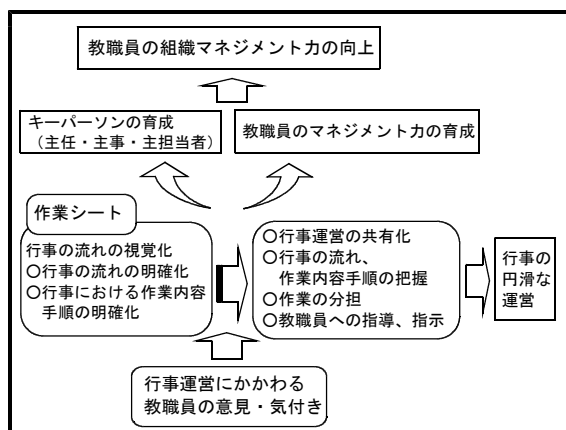 教職員の組織マネジメント力の向上
キーパーソンの育成
(主任・主事・主担当者)
教職員のマネジメント力の育成
作業シート
行事の流れの視覚化
○行事の流れの明確化
○行事における作業内容
手順の明確化
○行事運営の共有化
○行事の流れ、
作業内容手順の把握
○作業の分担
○教職員への指導、指示
行事の
円滑な
運営
行事運営にかかわる
教職員の意見・気付き